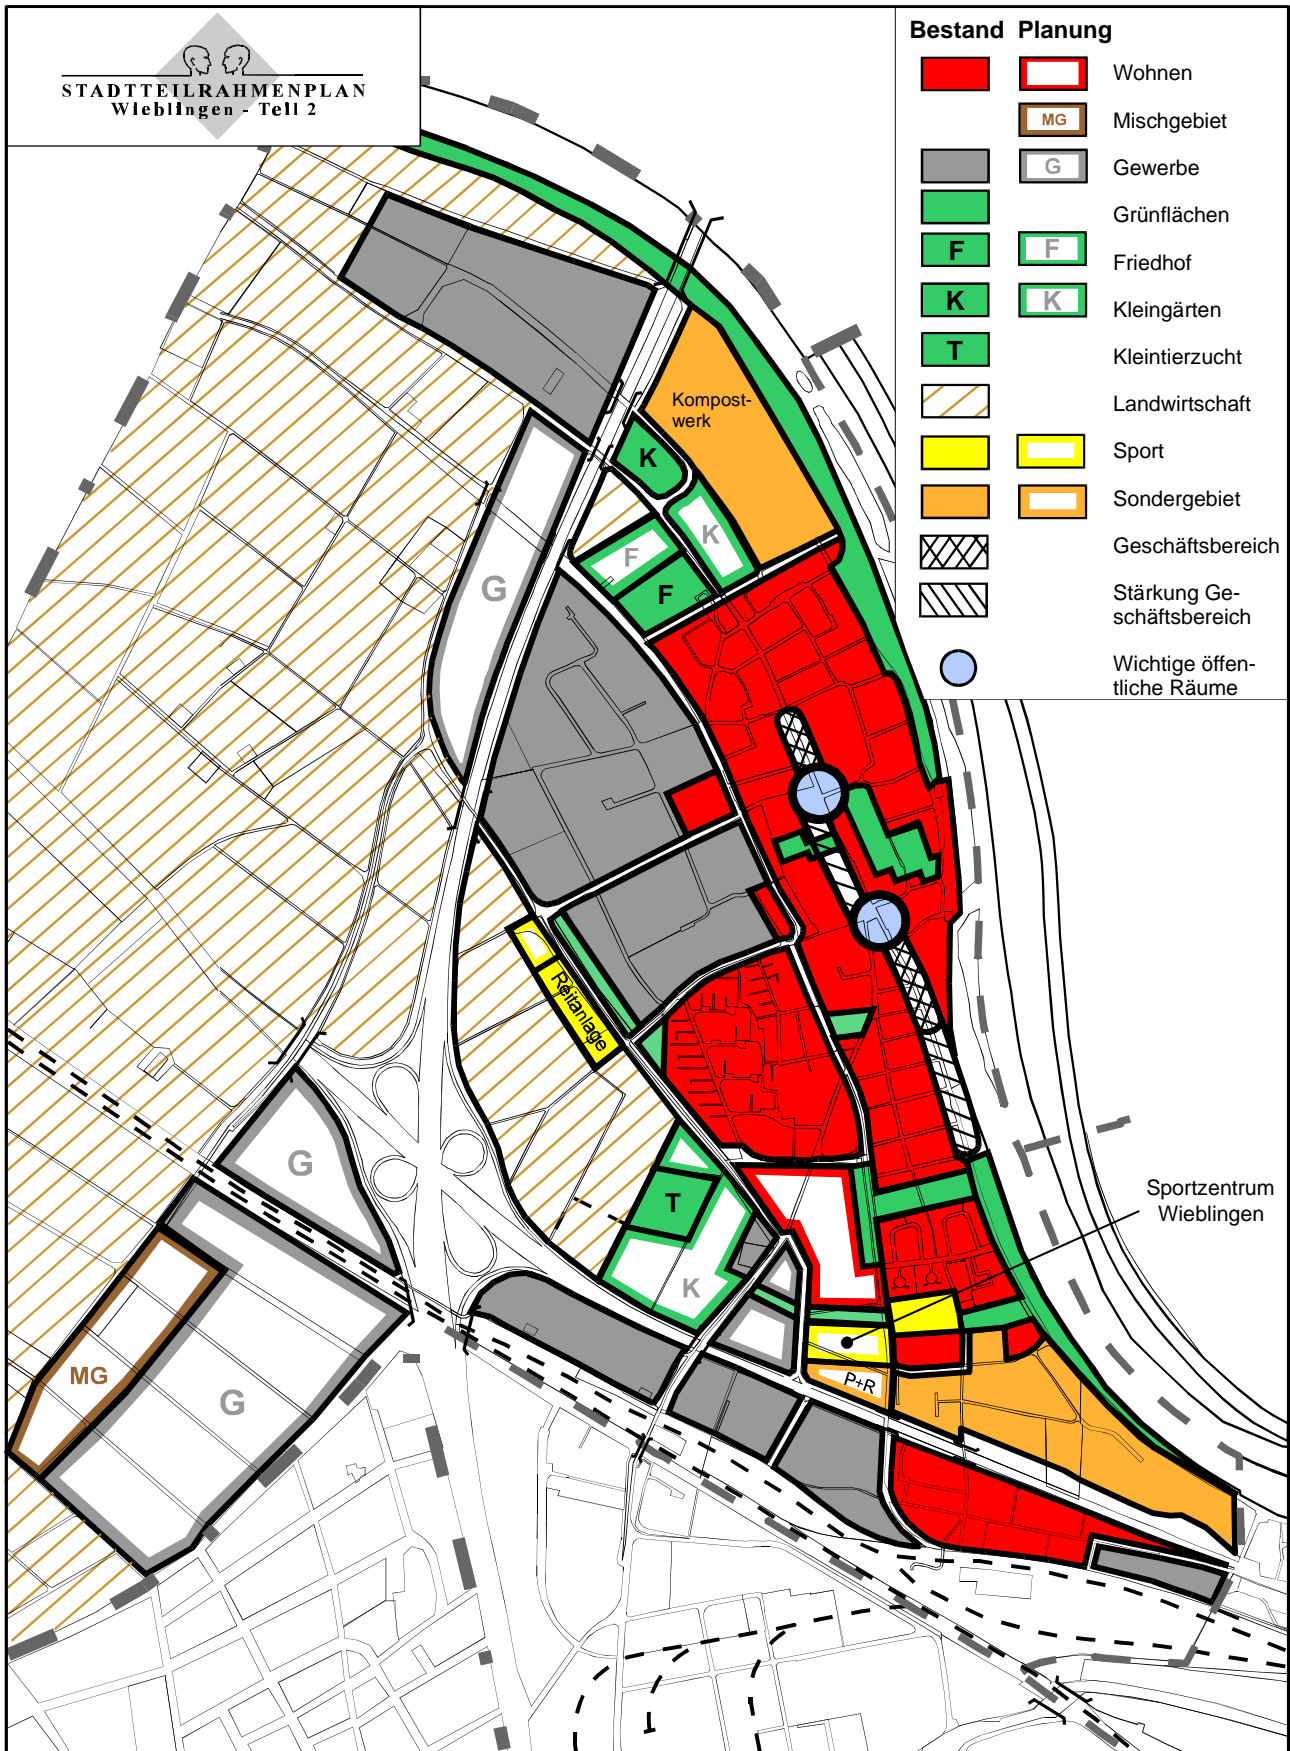 STADTTEILRAHMENPLAN
Wieblingen - Teil 2
Bestand Planung
Wohnen
MG Mischgebiet
G Gewerbe
Grünflächen
F F Friedhof
K K Kleingärten
T Kleintierzucht
Landwirtschaft
Sport
Sondergebiet
Geschäftsbereich
Stärkung Ge-
schäftsbereich
Wichtige öffen-
tliche Räume
Kompost-
werk
K
K
F
F
G
Reitanlage
G
T
K
Sportzentrum
Wieblingen
P+R
MG
G